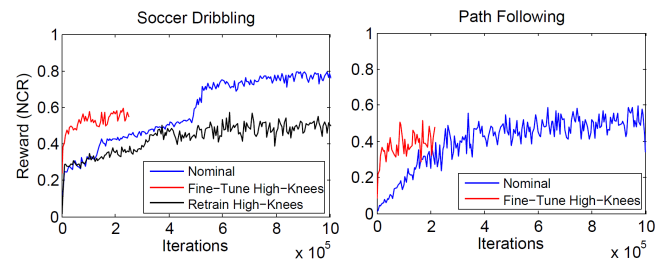 Soccer Dribbling
Reward (NCR)
1
0.8
0.6
0.4
0.2
0
0 2 4 6 8 10
Iterations
x 10^5
Nominal
Fine-Tune High-Knees
Retrain High-Knees
Path Following
1
0.8
0.6
0.4
0.2
0
0 2 4 6 8 10
Iterations
x 10^5
Nominal
Fine-Tune High-Knees